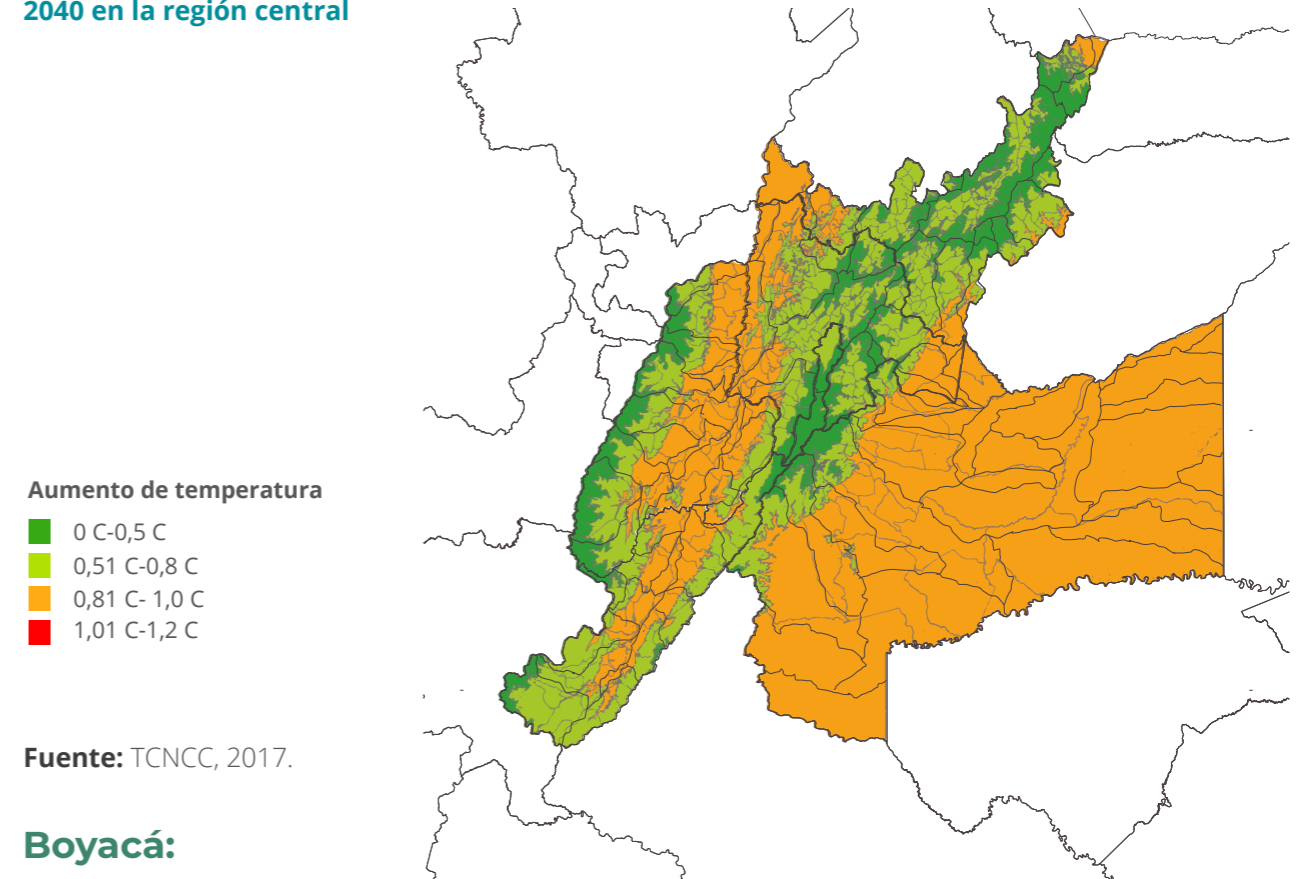 2040 en la región central
Aumento de temperatura
0 C-0,5 C
0,51 C-0,8 C
0,81 C- 1,0 C
1,01 C-1,2 C
Fuente: TCNCC, 2017.
Boyacá: